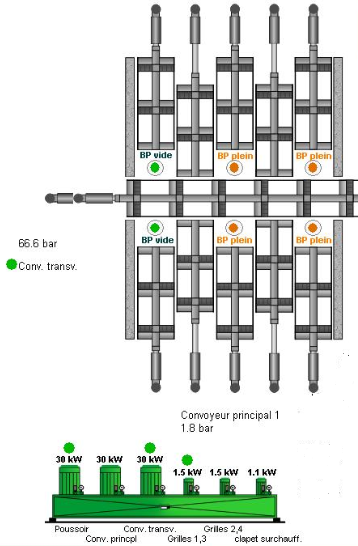 BP vide BP plein BP plein
BP vide BP plein BP plein
66.6 bar
Conv. transv.
Convoyeur principal 1
1.8 bar
30 kW 30 kW 30 kW 1.5 kW 1.5 kW 1.1 kW
Poussoir Conv. transv. Grilles 2,4
Conv. princpl Grilles 1,3 clapet surchauff.